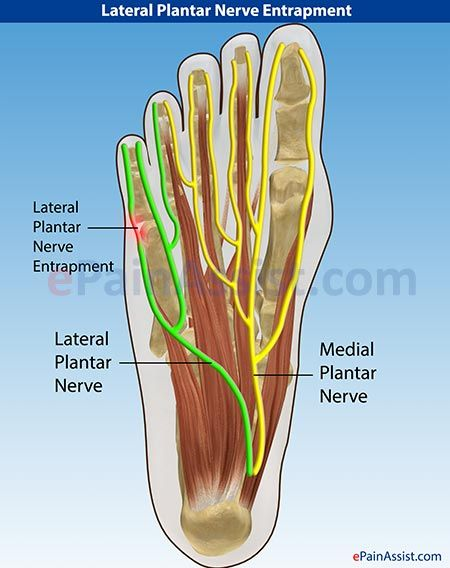 Lateral Plantar Nerve Entrapment
Lateral
Plantar
Nerve
Entrapment
ePainAssist.com
Lateral
Plantar
Nerve
Medial
Plantar
Nerve
ePainAssist.com